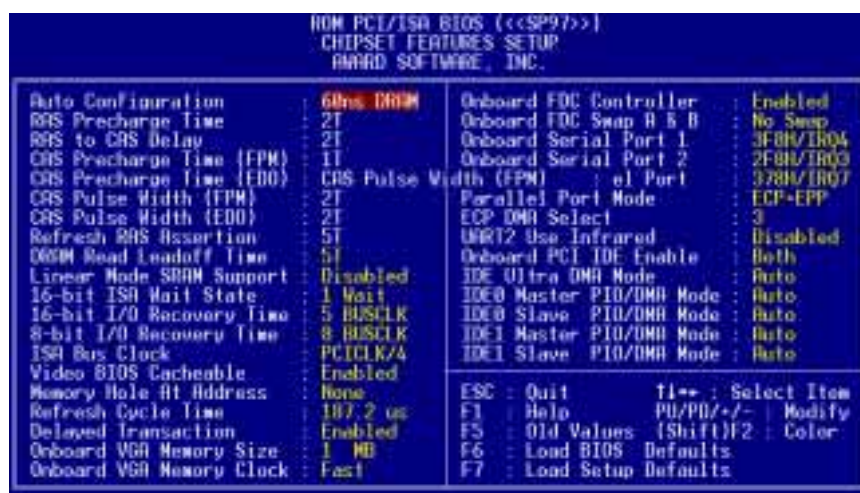 ROM PCI/ISA BIOS (<<SP97>>)
CHIPSET FEATURES SETUP
AWARD SOFTWARE, INC.
Auto Configuration : 60ns DRAM
RAS Precharge Time : 2T
RAS to CAS Delay : 2T
CAS Precharge Time (FPM) : 1T
CAS Precharge Time (EDO) : CAS Pulse Width (FPM) : el Port : 378H/IRQ7
CAS Pulse Width (FPM) : 2T
CAS Pulse Width (EDO) : 2T
Refresh RAS Assertion : 5T
DRAM Read Leadoff Time : 5T
Linear Mode SRAM Support : Disabled
16-bit ISA Wait State : 1 Wait
16-bit I/O Recovery Time : 5 BUSCLK
8-bit I/O Recovery Time : 8 BUSCLK
ISA Bus Clock : PCICLK/4
Video BIOS Cacheable : Enabled
Memory Hole At Address : None
Refresh Cycle Time : 187.2 us
Delayed Transaction : Enabled
Onboard VGA Memory Size : 1 MB
Onboard VGA Memory Clock : Fast
Onboard FDC Controller : Enabled
Onboard FDC Swap A & B : No Swap
Onboard Serial Port 1 : 3F8H/IRQ4
Onboard Serial Port 2 : 2F8H/IRQ3
Parallel Port Mode : ECP+EPP
ECP DMA Select : 3
UART2 Use Infrared : Disabled
Onboard PCI IDE Enable : Both
IDE Ultra DMA Mode : Auto
IDE0 Master PIO/DMA Mode : Auto
IDE0 Slave PIO/DMA Mode : Auto
IDE1 Master PIO/DMA Mode : Auto
IDE1 Slave PIO/DMA Mode : Auto
ESC : Quit ↑↓→← : Select Item
F1 : Help PU/PD/+/- : Modify
F5 : Old Values (Shift)F2 : Color
F6 : Load BIOS Defaults
F7 : Load Setup Defaults